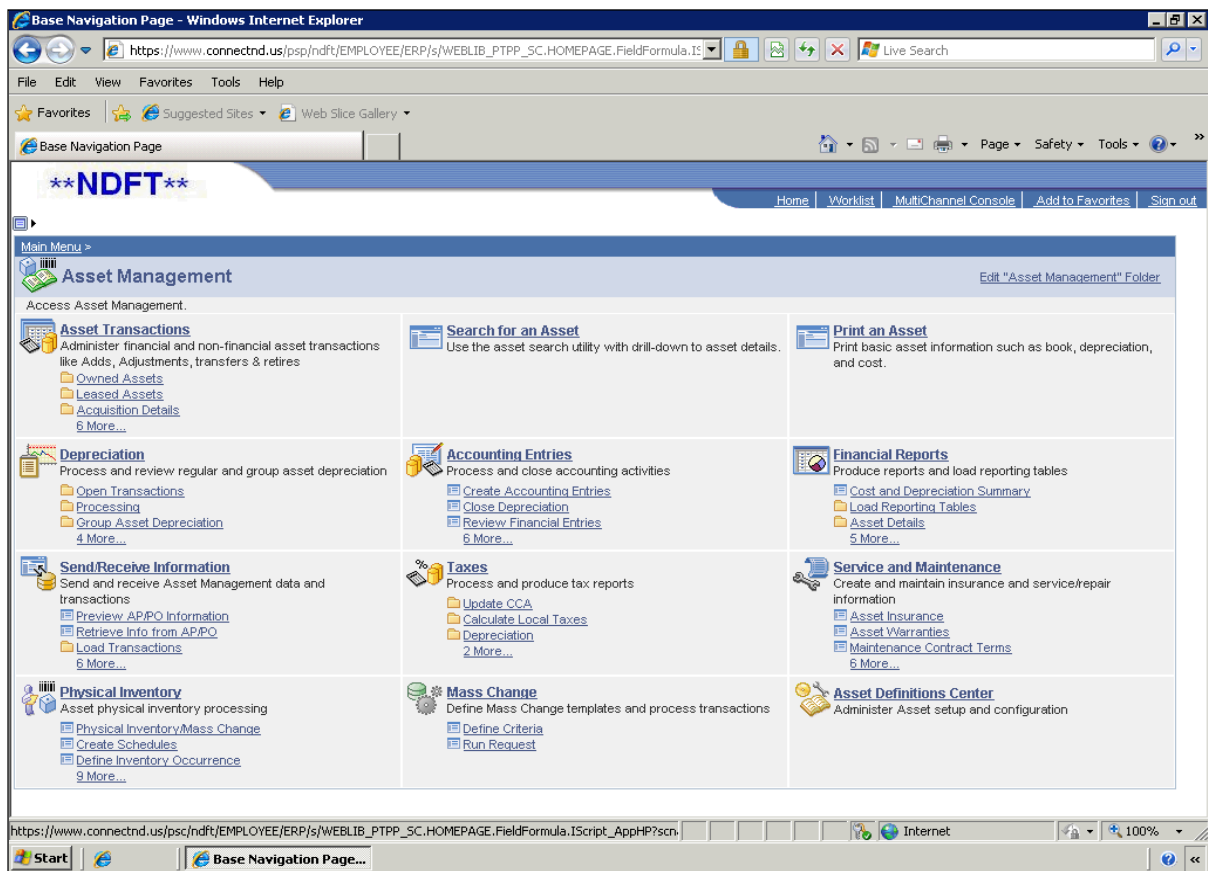 Base Navigation Page - Windows Internet Explorer
https://www.connectnd.us/psp/ndft/EMPLOYEE/ERP/s/WEBLIB_PTPP_SC.HOMEPAGE.FieldFormula.IS
Live Search
File Edit View Favorites Tools Help
Favorites Suggested Sites Web Slice Gallery
Base Navigation Page
Page Safety Tools »
**NDFT**
Home Worklist MultiChannel Console Add to Favorites Sign out
Main Menu >
Asset Management
Edit "Asset Management" Folder
Access Asset Management.
Asset Transactions
Administer financial and non-financial asset transactions
like Adds, Adjustments, transfers & retires
Owned Assets
Leased Assets
Acquisition Details
6 More...
Search for an Asset
Use the asset search utility with drill-down to asset details.
Print an Asset
Print basic asset information such as book, depreciation,
and cost.
Depreciation
Process and review regular and group asset depreciation
Open Transactions
Processing
Group Asset Depreciation
4 More...
Accounting Entries
Process and close accounting activities
Create Accounting Entries
Close Depreciation
Review Financial Entries
6 More...
Financial Reports
Produce reports and load reporting tables
Cost and Depreciation Summary
Load Reporting Tables
Asset Details
5 More...
Send/Receive Information
Send and receive Asset Management data and
transactions
Preview AP/PO Information
Retrieve Info from AP/PO
Load Transactions
6 More...
Taxes
Process and produce tax reports
Update CCA
Calculate Local Taxes
Depreciation
2 More...
Service and Maintenance
Create and maintain insurance and service/repair
information
Asset Insurance
Asset Warranties
Maintenance Contract Terms
6 More...
Physical Inventory
Asset physical inventory processing
Physical Inventory/Mass Change
Create Schedules
Define Inventory Occurrence
9 More...
Mass Change
Define Mass Change templates and process transactions
Define Criteria
Run Request
Asset Definitions Center
Administer Asset setup and configuration
https://www.connectnd.us/psc/ndft/EMPLOYEE/ERP/s/WEBLIB_PTPP_SC.HOMEPAGE.FieldFormula.IScript_AppHP?scn
Internet
100%
Start
Base Navigation Page...
«